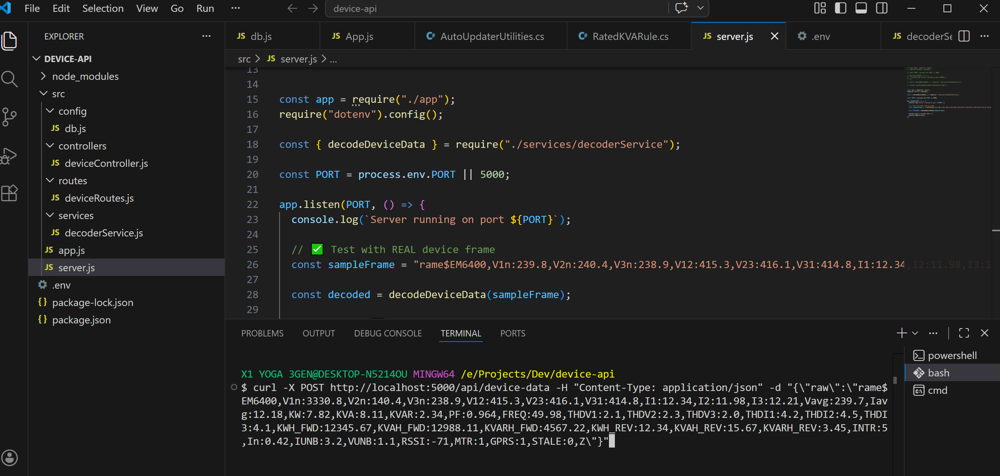 File Edit Selection View Go Run ···
device-api
EXPLORER ···
DEVICE-API
node_modules
src
config
JS db.js
controllers
JS deviceController.js
routes
JS deviceRoutes.js
services
JS decoderService.js
JS app.js
JS server.js
.env
{} package-lock.json
{} package.json
JS db.js
JS App.js
C# AutoUpdaterUtilities.cs
C# RatedKVARule.cs
JS server.js
.env
JS decoderSe
···
src > JS server.js > ...
13
14
15 const app = require("./app");
16 require("dotenv").config();
17
18 const { decodeDeviceData } = require("./services/decoderService");
19
20 const PORT = process.env.PORT || 5000;
21
22 app.listen(PORT, () => {
23 console.log(`Server running on port ${PORT}`);
24
25 // ✅ Test with REAL device frame
26 const sampleFrame = "rame$EM6400,V1n:239.8,V2n:240.4,V3n:238.9,V12:415.3,V23:416.1,V31:414.8,I1:12.34,I2:11.98,I3:1
27
28 const decoded = decodeDeviceData(sampleFrame);
29
PROBLEMS OUTPUT DEBUG CONSOLE TERMINAL PORTS
X1 YOGA 3GEN@DESKTOP-N5214OU MINGW64 /e/Projects/Dev/device-api
$ curl -X POST http://localhost:5000/api/device-data -H "Content-Type: application/json" -d "{\"raw\":\"rame$
EM6400,V1n:3330.8,V2n:140.4,V3n:238.9,V12:415.3,V23:416.1,V31:414.8,I1:12.34,I2:11.98,I3:12.21,Vavg:239.7,Iav
g:12.18,KW:7.82,KVA:8.11,KVAR:2.34,PF:0.964,FREQ:49.98,THDV1:2.1,THDV2:2.3,THDV3:2.0,THDI1:4.2,THDI2:4.5,THDI
3:4.1,KWH_FWD:12345.67,KVAH_FWD:12988.11,KVARH_FWD:4567.22,KWH_REV:12.34,KVAH_REV:15.67,KVARH_REV:3.45,INTR:5
,In:0.42,IUNB:3.2,VUNB:1.1,RSSI:-71,MTR:1,GPRS:1,STALE:0,Z\"}"
powershell
bash
cmd